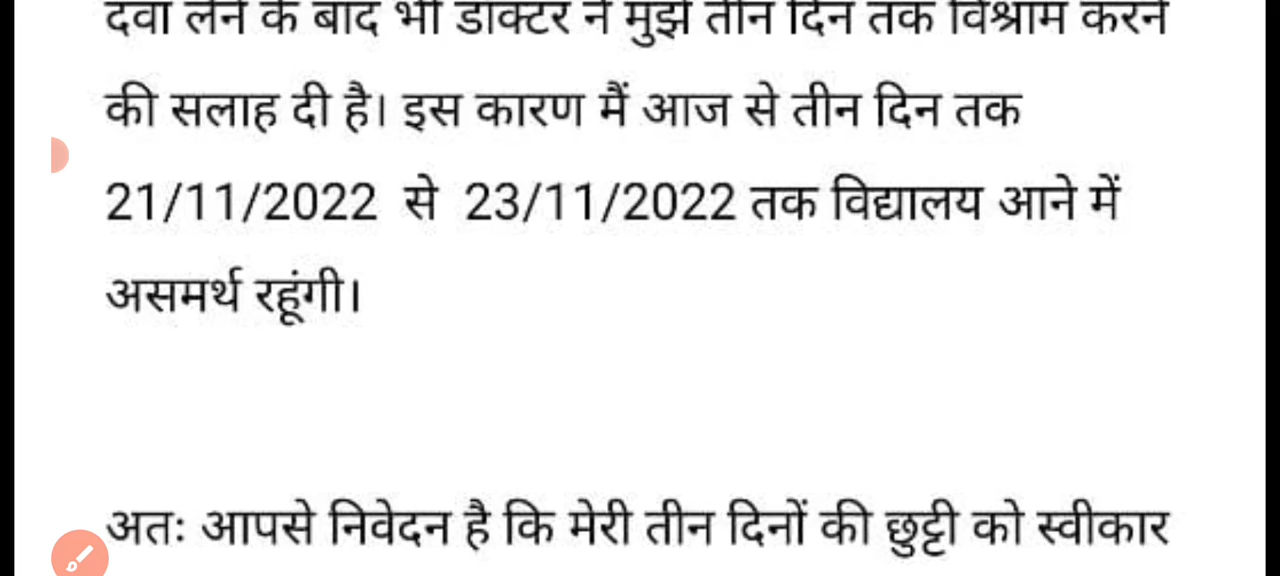 दवा लेने के बाद भी डॉक्टर ने मुझे तीन दिन तक विश्राम करने
की सलाह दी है। इस कारण मैं आज से तीन दिन तक
21/11/2022 से 23/11/2022 तक विद्यालय आने में
असमर्थ रहूंगी।
अतः आपसे निवेदन है कि मेरी तीन दिनों की छुट्टी को स्वीकार